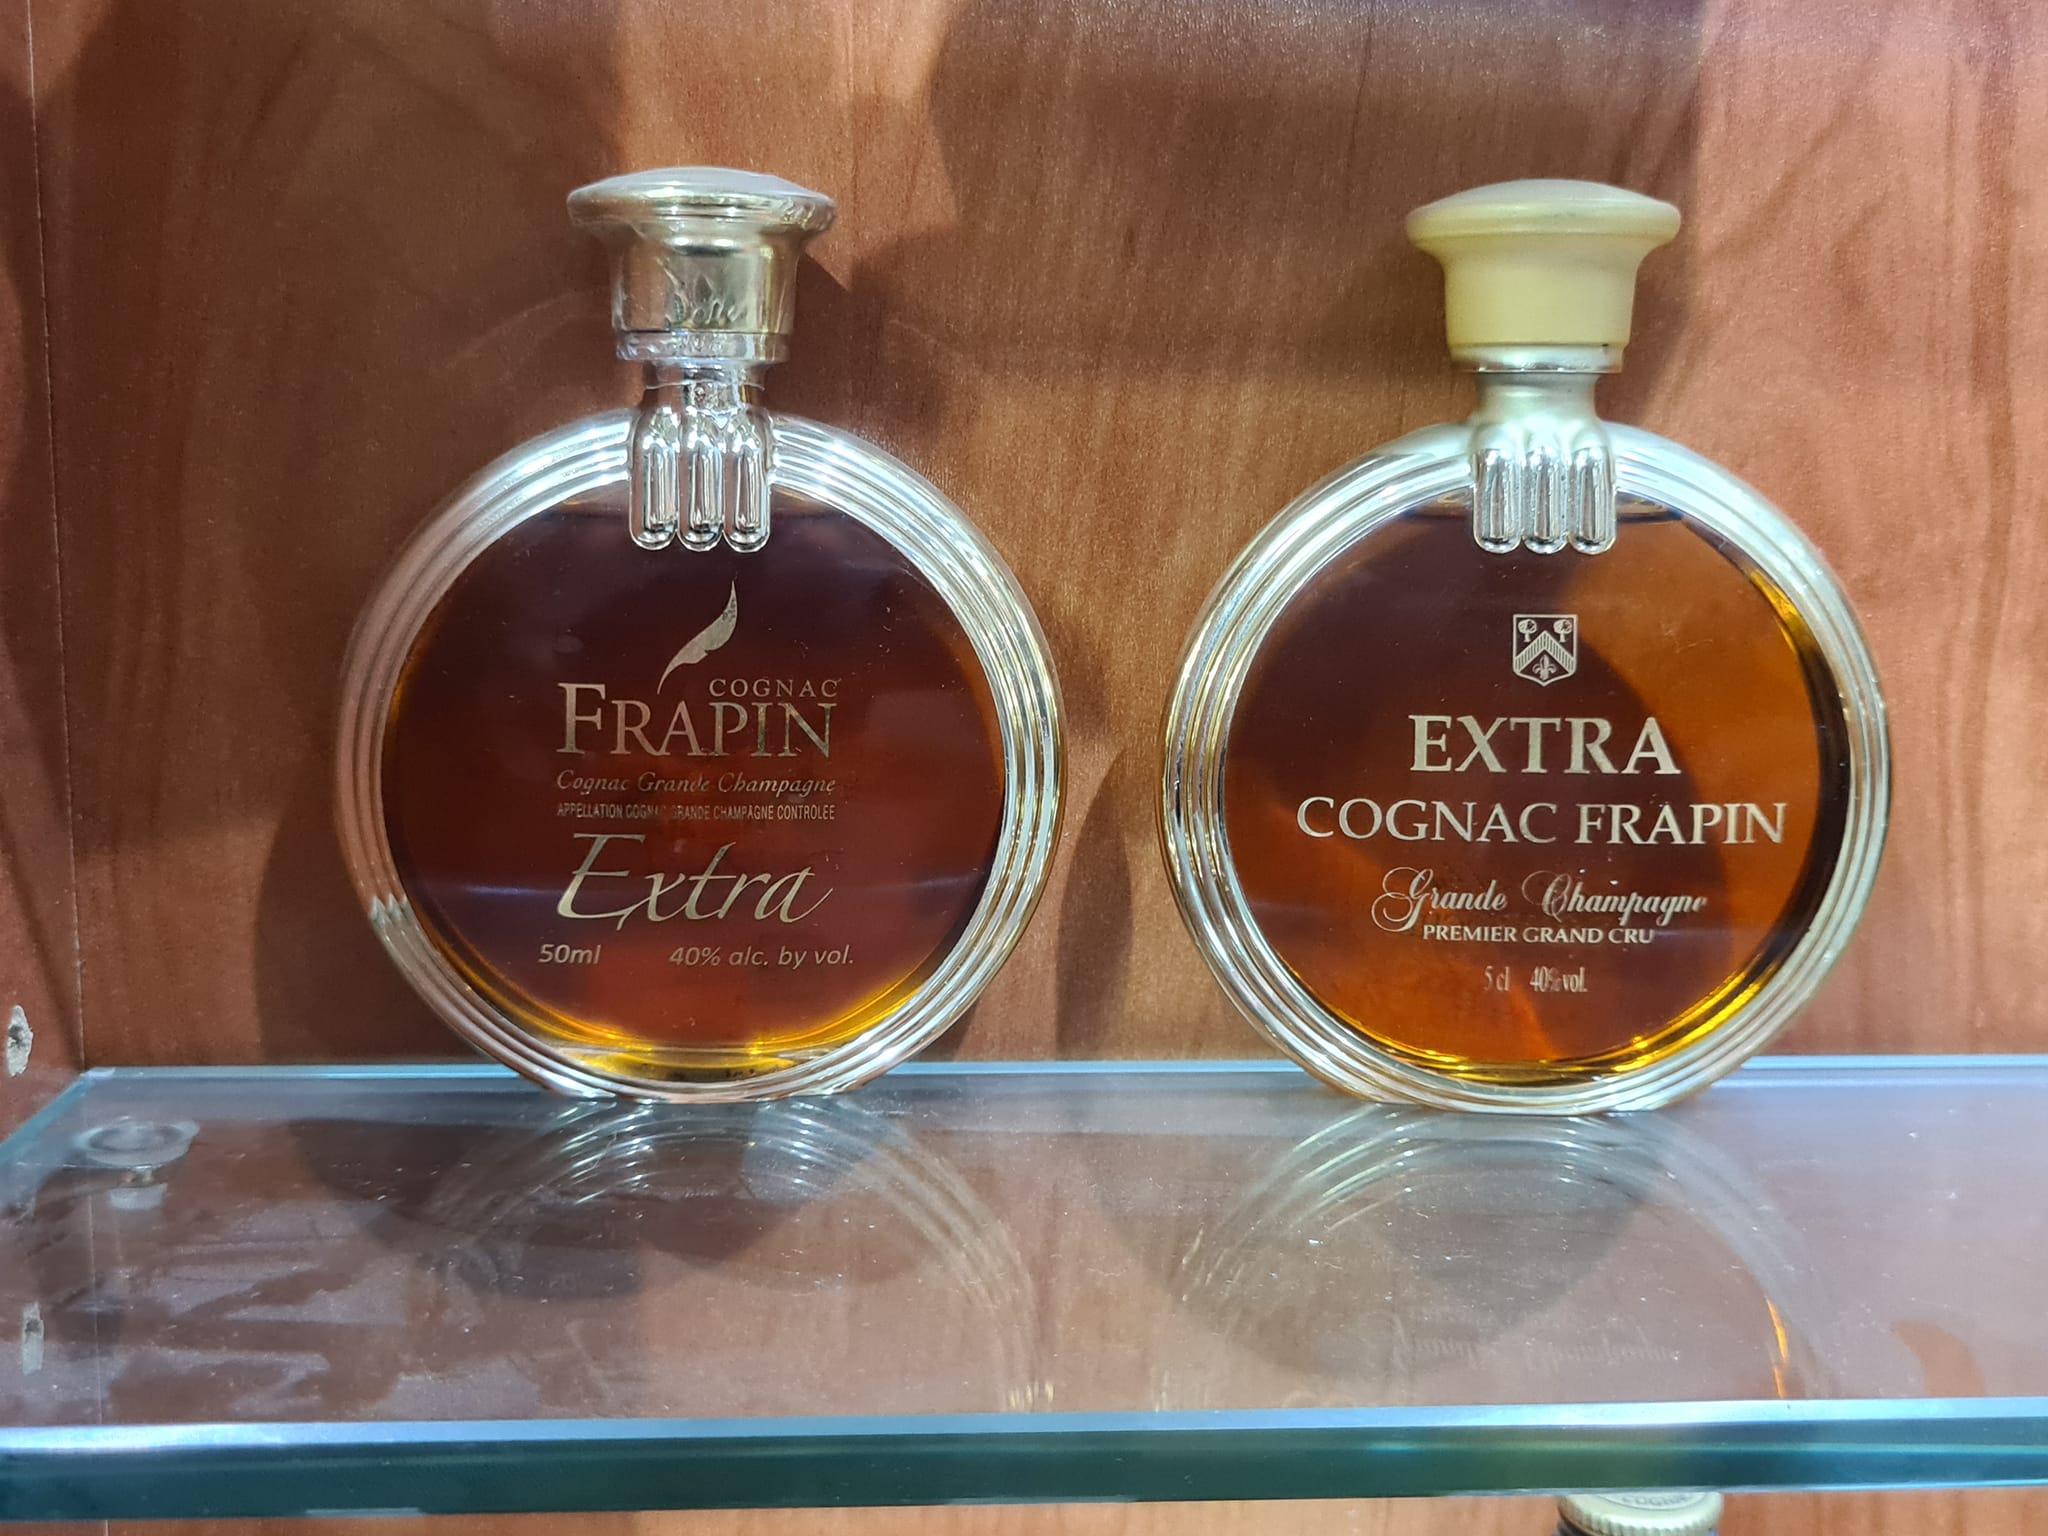 COGNAC
FRAPIN
Cognac Grande Champagne
APPELLATION COGNAC GRANDE CHAMPAGNE CONTRÔLÉE
Extra
50ml 40% alc. by vol.
EXTRA
COGNAC FRAPIN
Grande Champagne
PREMIER GRAND CRU
5 cl 40% vol.